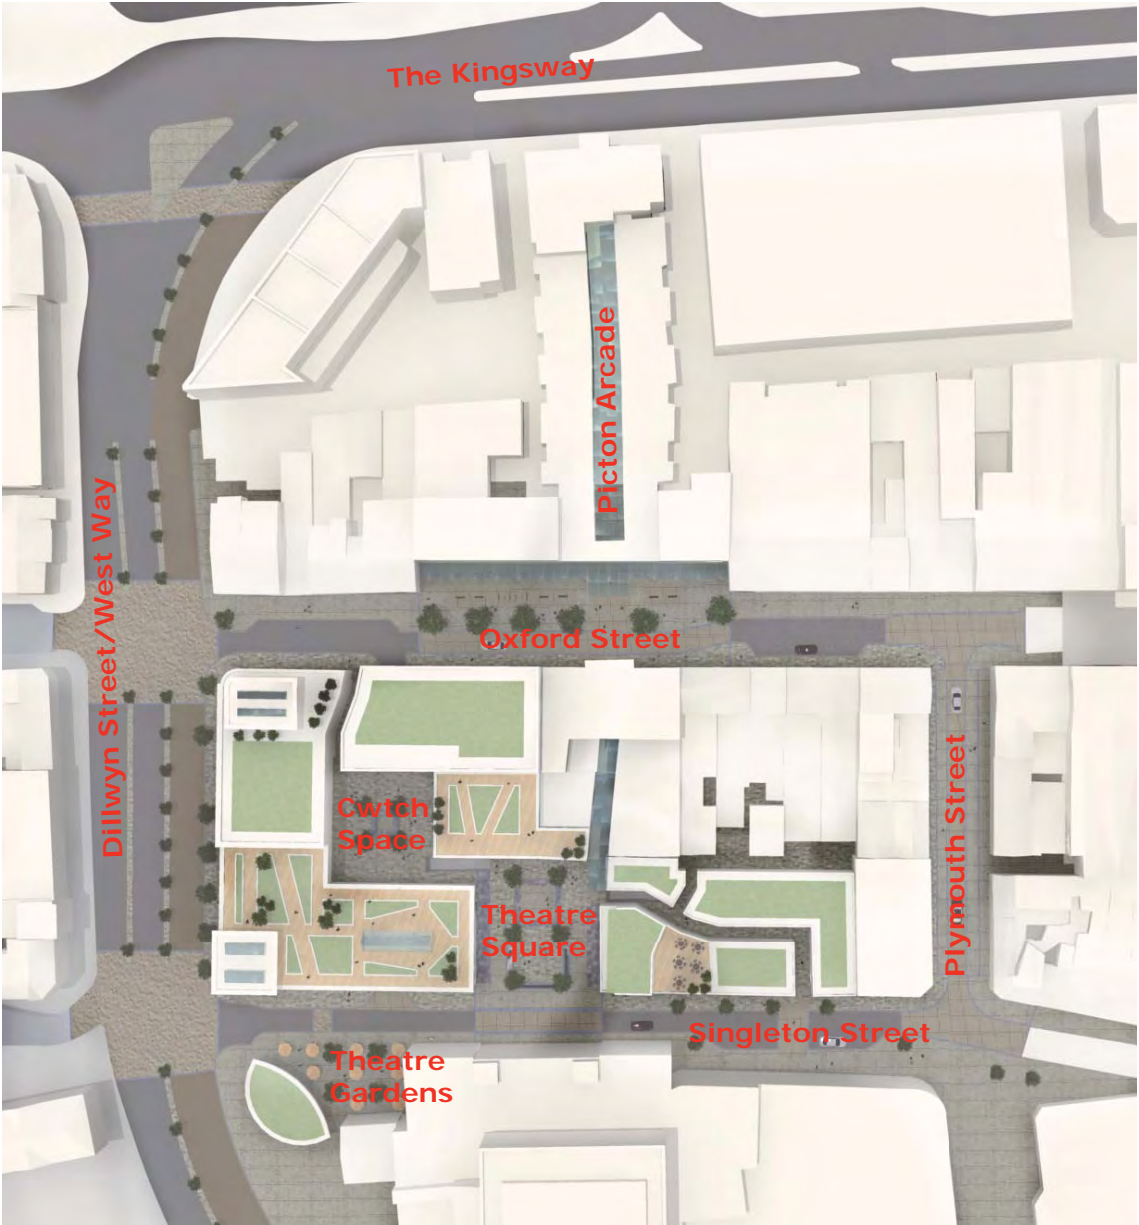 The Kingsway
Picton Arcade
Dillwyn Street/West Way
Oxford Street
Cwtch
Space
Plymouth Street
Theatre
Square
Singleton Street
Theatre
Gardens